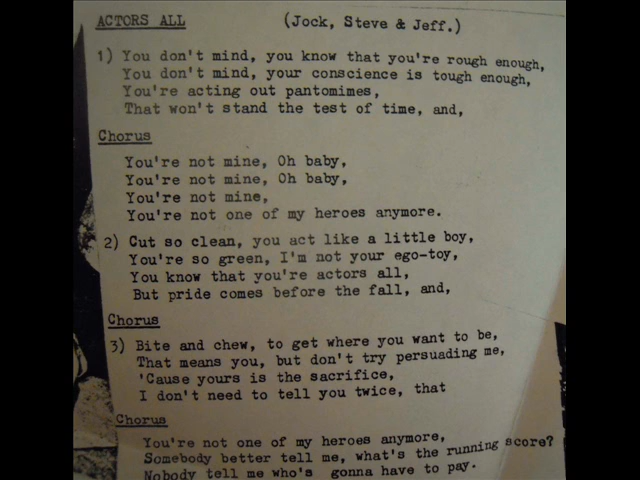 ACTORS ALL (Jock, Steve & Jeff.)
1) You don't mind, you know that you're rough enough,
You don't mind, your conscience is tough enough,
You're acting out pantomimes,
That won't stand the test of time, and,
Chorus
You're not mine, Oh baby,
You're not mine, Oh baby,
You're not mine,
You're not one of my heroes anymore.
2) Cut so clean, you act like a little boy,
You're so green, I'm not your ego-toy,
You know that you're actors all,
But pride comes before the fall, and,
Chorus
3) Bite and chew, to get where you want to be,
That means you, but don't try persuading me,
'Cause yours is the sacrifice,
I don't need to tell you twice, that
Chorus
You're not one of my heroes anymore,
Somebody better tell me, what's the running score?
Nobody tell me who's gonna have to pay.